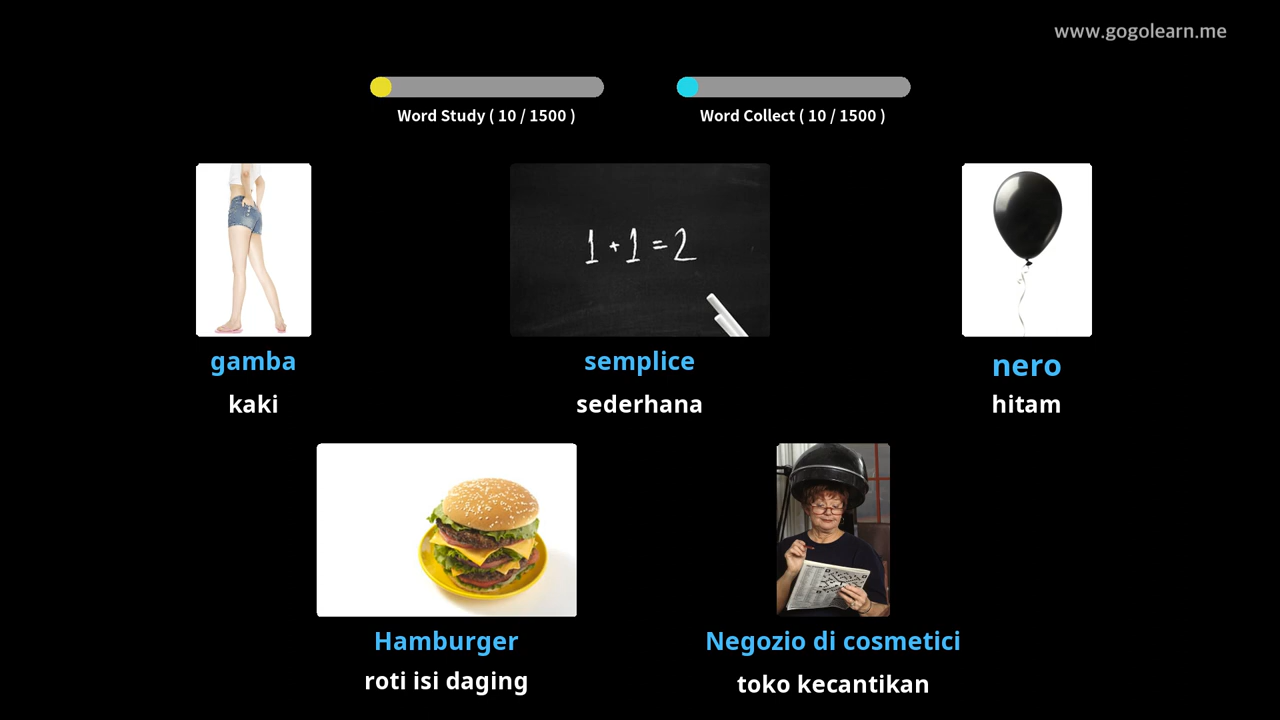 www.gogolearn.me
Word Study ( 10 / 1500 )
Word Collect ( 10 / 1500 )
1 + 1 = 2
gamba
semplice
nero
kaki
sederhana
hitam
Hamburger
Negozio di cosmetici
roti isi daging
toko kecantikan